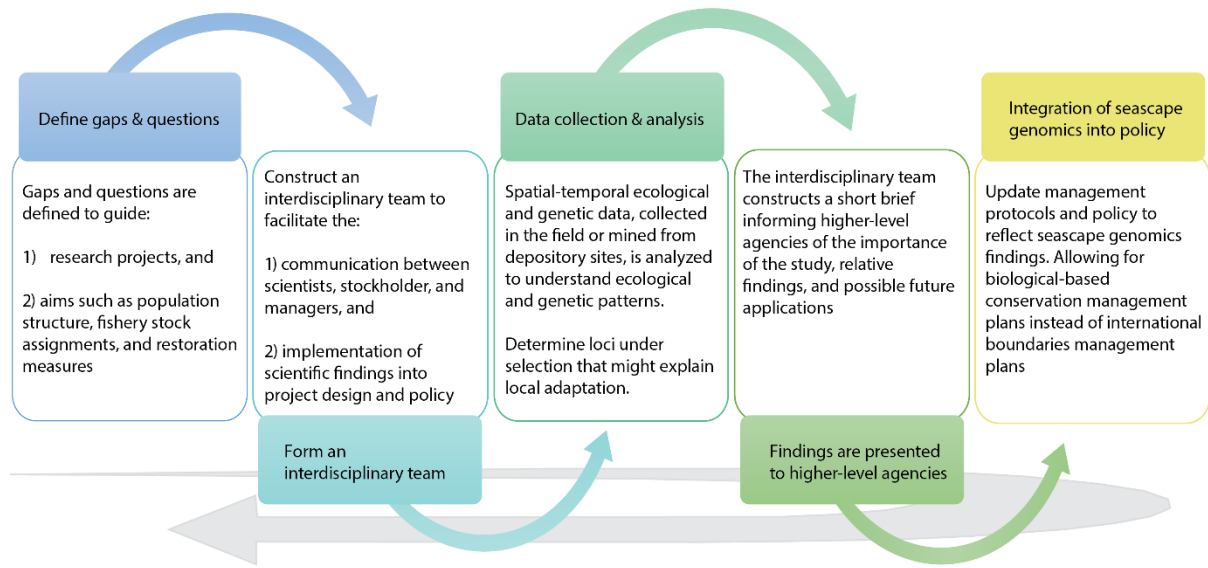 Define gaps & questions
Gaps and questions are
defined to guide:
1) research projects, and
2) aims such as population
structure, fishery stock
assignments, and restoration
measures
Construct an
interdisciplinary team to
facilitate the:
1) communication between
scientists, stockholder, and
managers, and
2) implementation of
scientific findings into
project design and policy
Form an
interdisciplinary team
Data collection & analysis
Spatial-temporal ecological
and genetic data, collected
in the field or mined from
depository sites, is analyzed
to understand ecological
and genetic patterns.
Determine loci under
selection that might explain
local adaptation.
The interdisciplinary team
constructs a short brief
informing higher-level
agencies of the importance
of the study, relative
findings, and possible future
applications
Findings are presented
to higher-level agencies
Integration of seascape
genomics into policy
Update management
protocols and policy to
reflect seascape genomics
findings. Allowing for
biological-based
conservation management
plans instead of international
boundaries management
plans